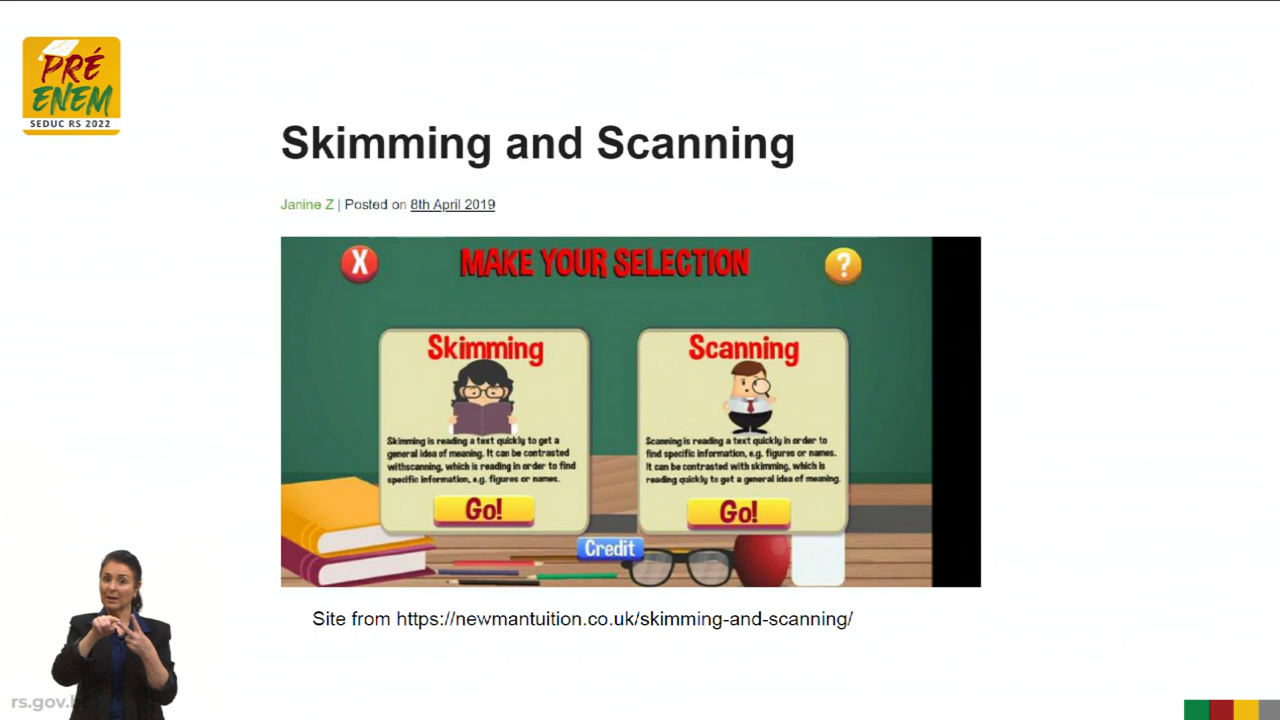 PRÉ
ENEM
SEDUC RS 2022
Skimming and Scanning
Janine Z | Posted on 8th April 2019
X
MAKE YOUR SELECTION
?
Skimming
Skimming is reading a text quickly to get a
general idea of meaning. It can be contrasted
withscanning, which is reading in order to find
specific information, e.g. figures or names.
Go!
Scanning
Scanning is reading a text quickly in order to
find specific information, e.g. figures or names.
It can be contrasted with skimming, which is
reading quickly to get a general idea of meaning.
Go!
Credit
Site from https://newmantuition.co.uk/skimming-and-scanning/
rs.gov.